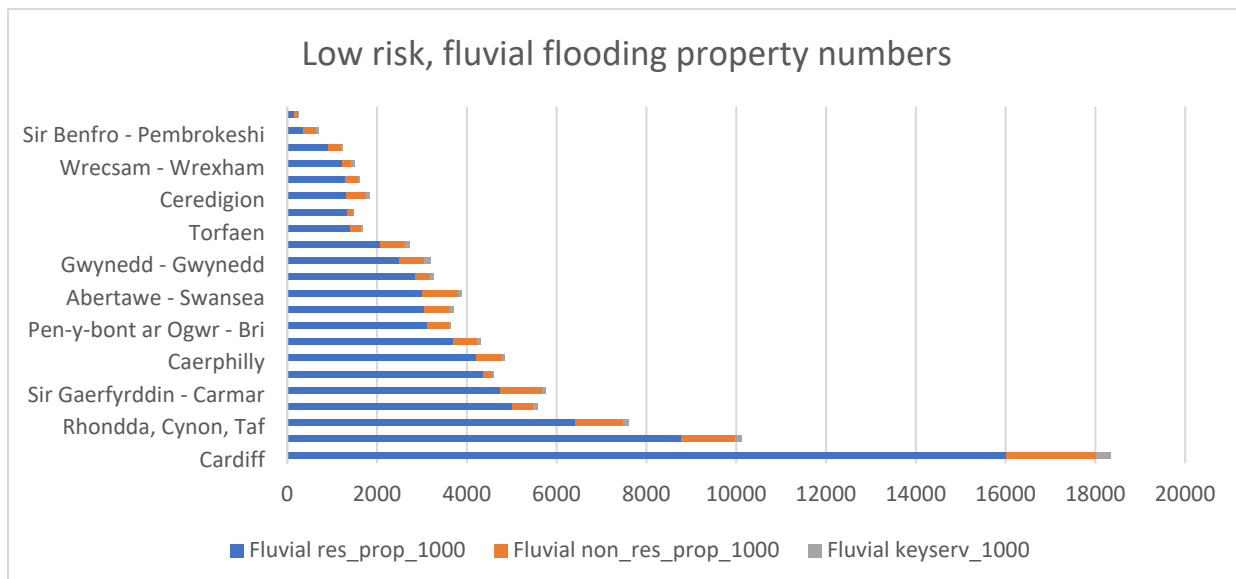 Low risk, fluvial flooding property numbers
Sir Benfro - Pembrokeshi
Wrecsam - Wrexham
Ceredigion
Torfaen
Gwynedd - Gwynedd
Abertawe - Swansea
Pen-y-bont ar Ogwr - Bri
Caerphilly
Sir Gaerfyrddin - Carmar
Rhondda, Cynon, Taf
Cardiff
0 2000 4000 6000 8000 10000 12000 14000 16000 18000 20000
Fluvial res_prop_1000 Fluvial non_res_prop_1000 Fluvial keyserv_1000